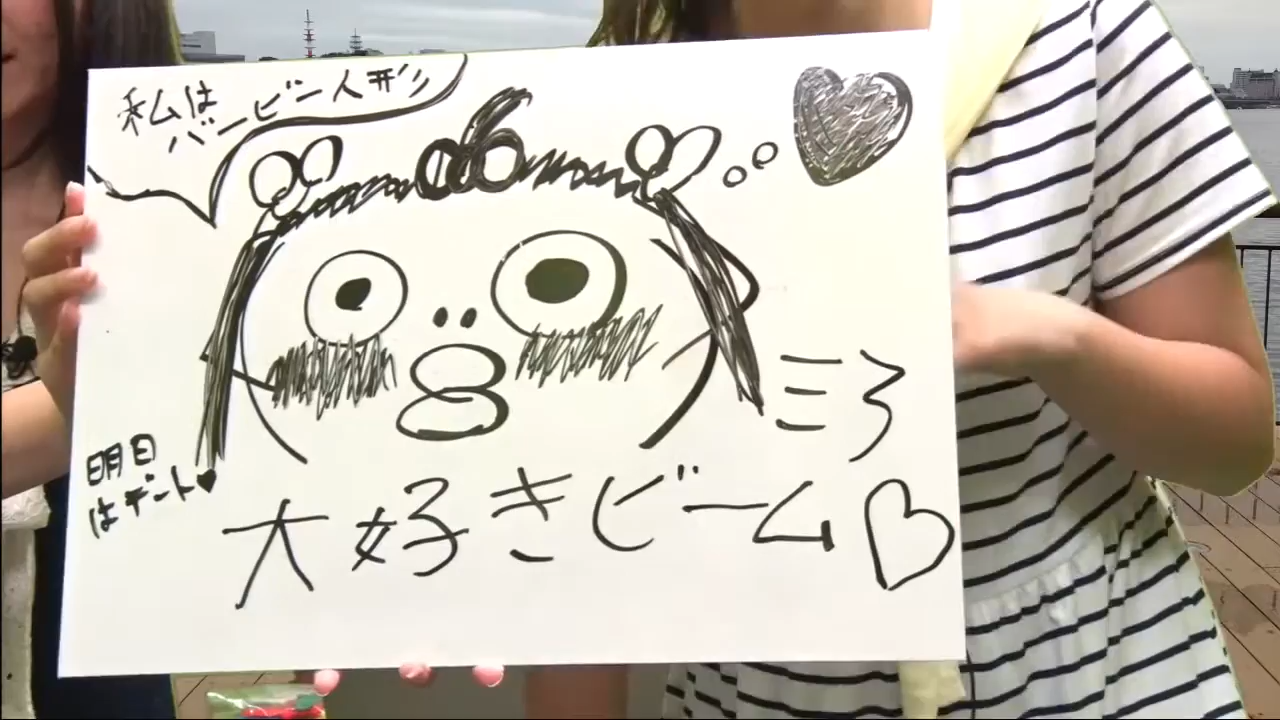 私は
バービー人形
明日
はデート♥
大好きビーム♡